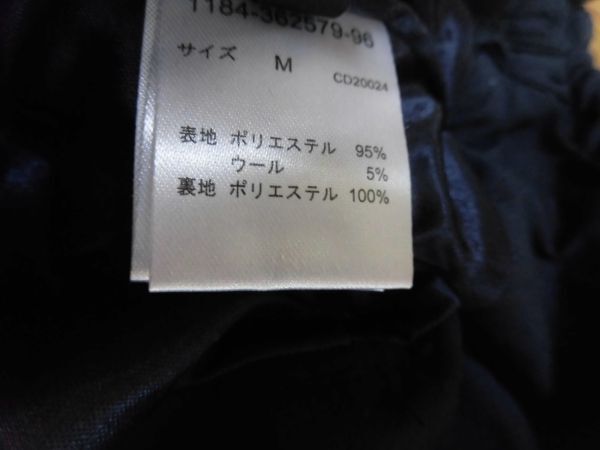 1184-362579-96
サイズ M
CD20024
表地 ポリエステル 95%
ウール 5%
裏地 ポリエステル 100%